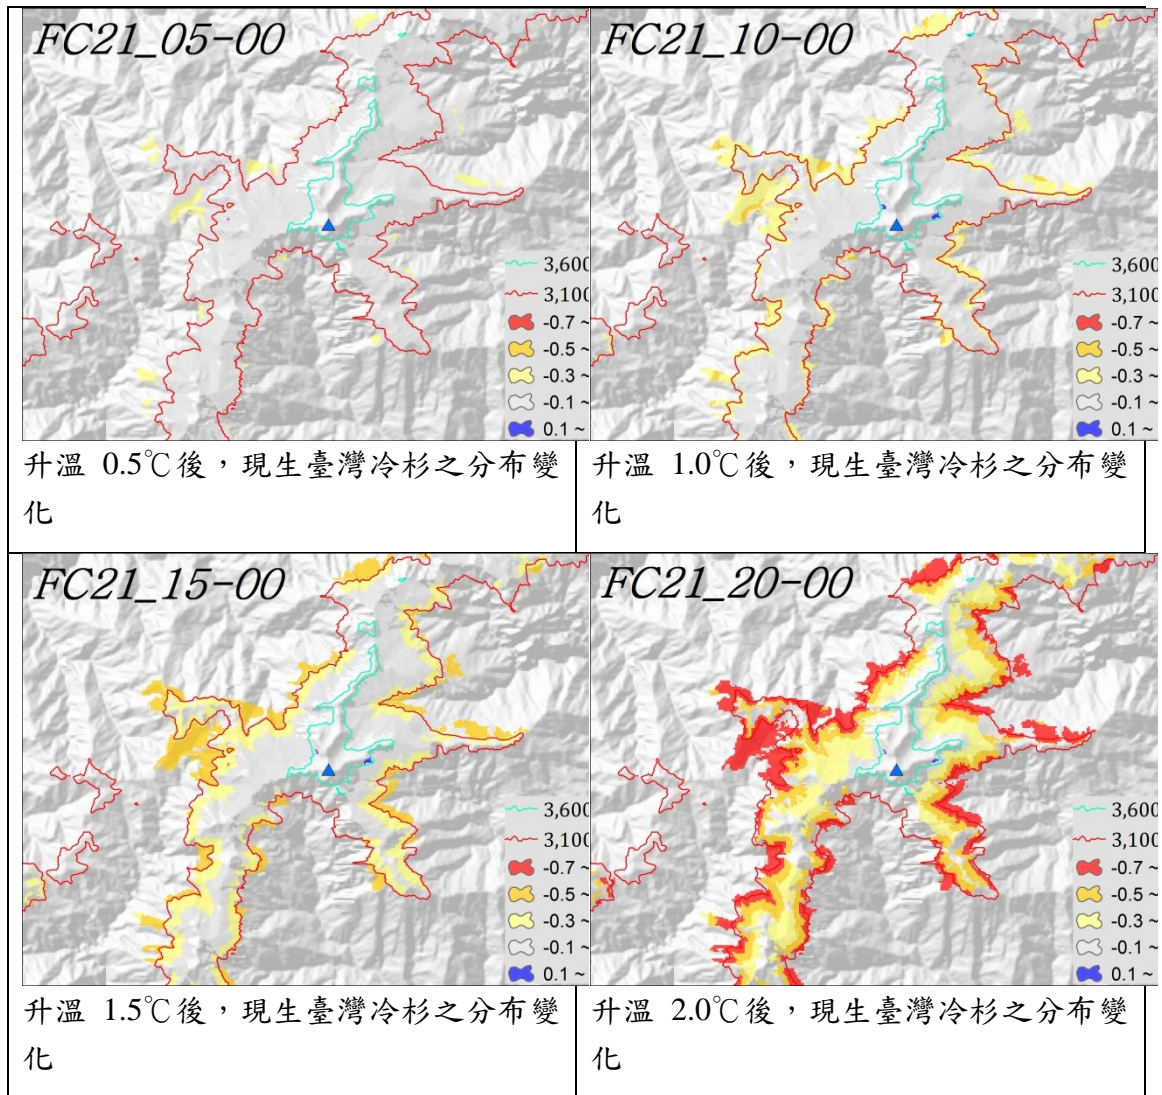 FC21_05-00
3,600
3,100
-0.7 ~
-0.5 ~
-0.3 ~
-0.1 ~
0.1 ~
FC21_10-00
3,600
3,100
-0.7 ~
-0.5 ~
-0.3 ~
-0.1 ~
0.1 ~
升溫 0.5℃後，現生臺灣冷杉之分布變
化
升溫 1.0℃後，現生臺灣冷杉之分布變
化
FC21_15-00
3,600
3,100
-0.7 ~
-0.5 ~
-0.3 ~
-0.1 ~
0.1 ~
FC21_20-00
3,600
3,100
-0.7 ~
-0.5 ~
-0.3 ~
-0.1 ~
0.1 ~
升溫 1.5℃後，現生臺灣冷杉之分布變
化
升溫 2.0℃後，現生臺灣冷杉之分布變
化